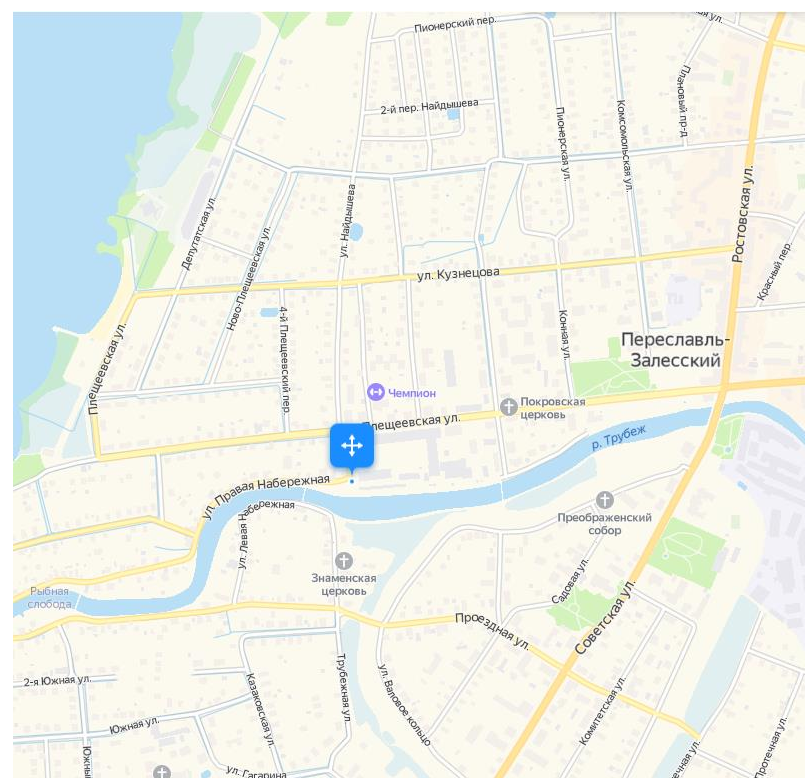 Пионерский пер.
ул.
2-й пер. Найдышева
Пионерская ул.
Комсомольская ул.
Плановый пр-д
Депутатская ул.
Ново-Плещеевская ул.
ул. Найдышева
Ростовская ул.
Красный пер.
ул. Кузнецова
4-й Плещеевский пер.
Конная ул.
Плещеевская ул.
Переславль-
Залесский
Чемпион
Покровская
церковь
Плещеевская ул.
р. Трубеж
ул. Правая Набережная
ул. Левая Набережная
Преображенский
собор
Знаменская
церковь
Рыбная
слобода
Садовая ул.
Проездная ул.
Советская ул.
2-я Южная ул.
Казаковская ул.
Трубежная ул.
ул. Валовое кольцо
Комитетская ул.
Южная ул.
ул. Гагарина
Протечная ул.